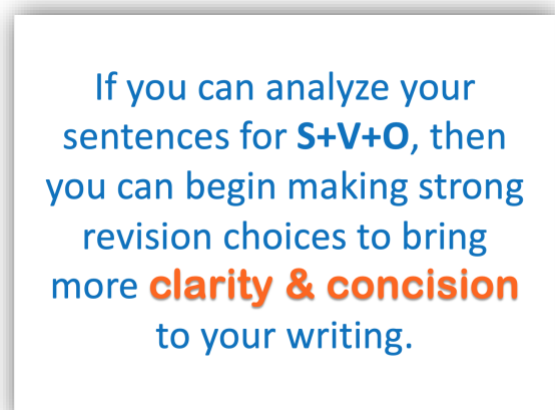 If you can analyze your
sentences for S+V+O, then
you can begin making strong
revision choices to bring
more clarity & concision
to your writing.